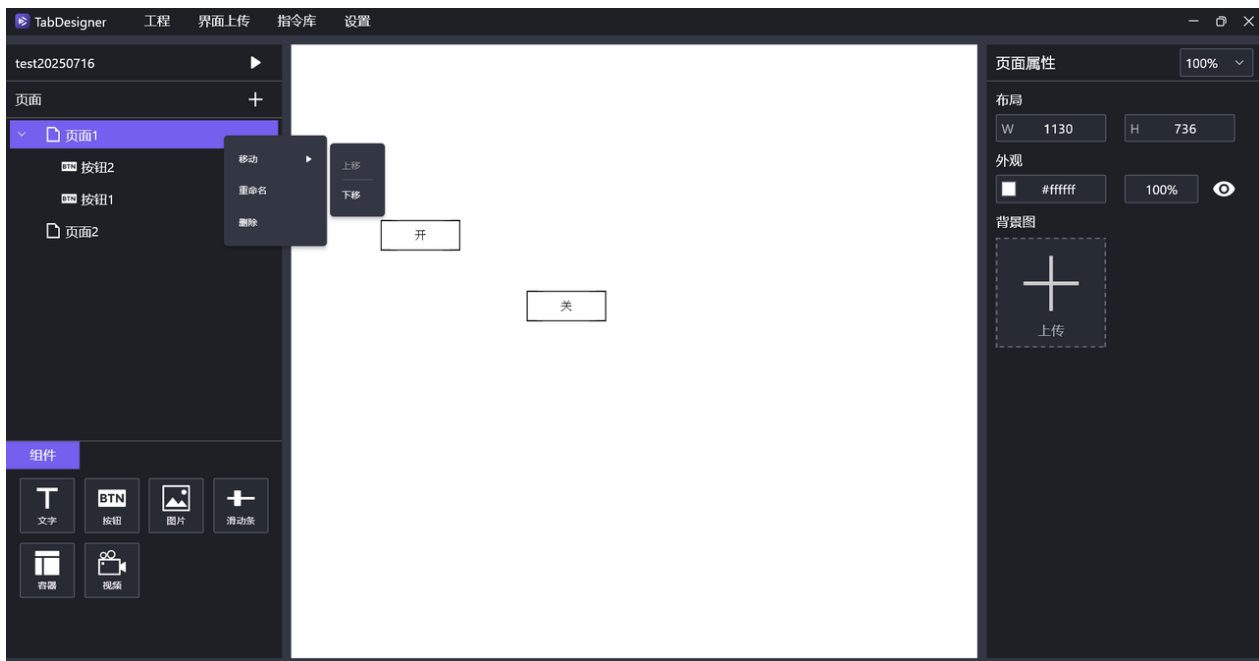 TabDesigner 工程 界面上传 指令库 设置
test20250716
页面
页面1
BTN 按钮2
BTN 按钮1
页面2
移动
重命名
删除
上移
下移
开
关
组件
T
文字
BTN
按钮
图片
滑动条
容器
视频
页面属性 100%
布局
W 1130 H 736
外观
#ffffff 100%
背景图
上传